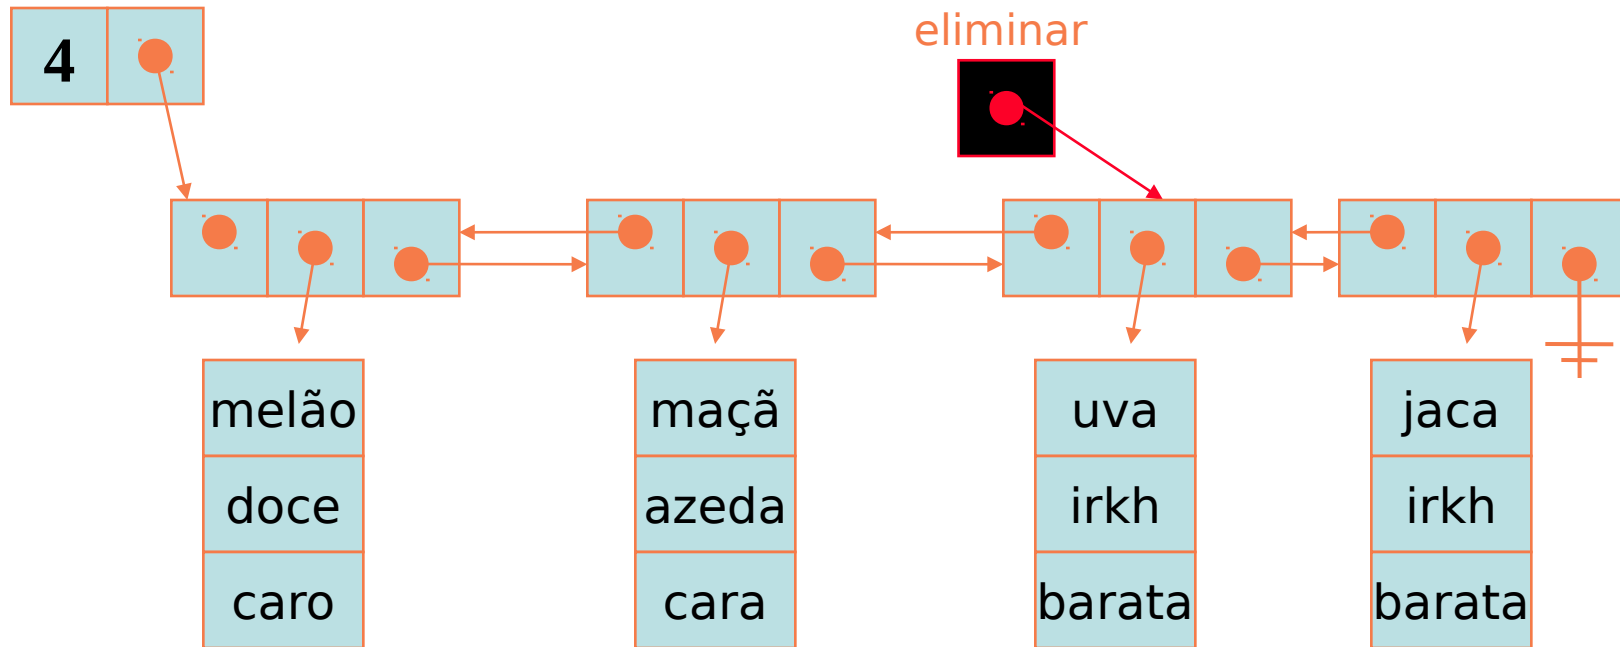 eliminar
4
melão
doce
caro
maçã
azeda
cara
uva
irkh
barata
jaca
irkh
barata